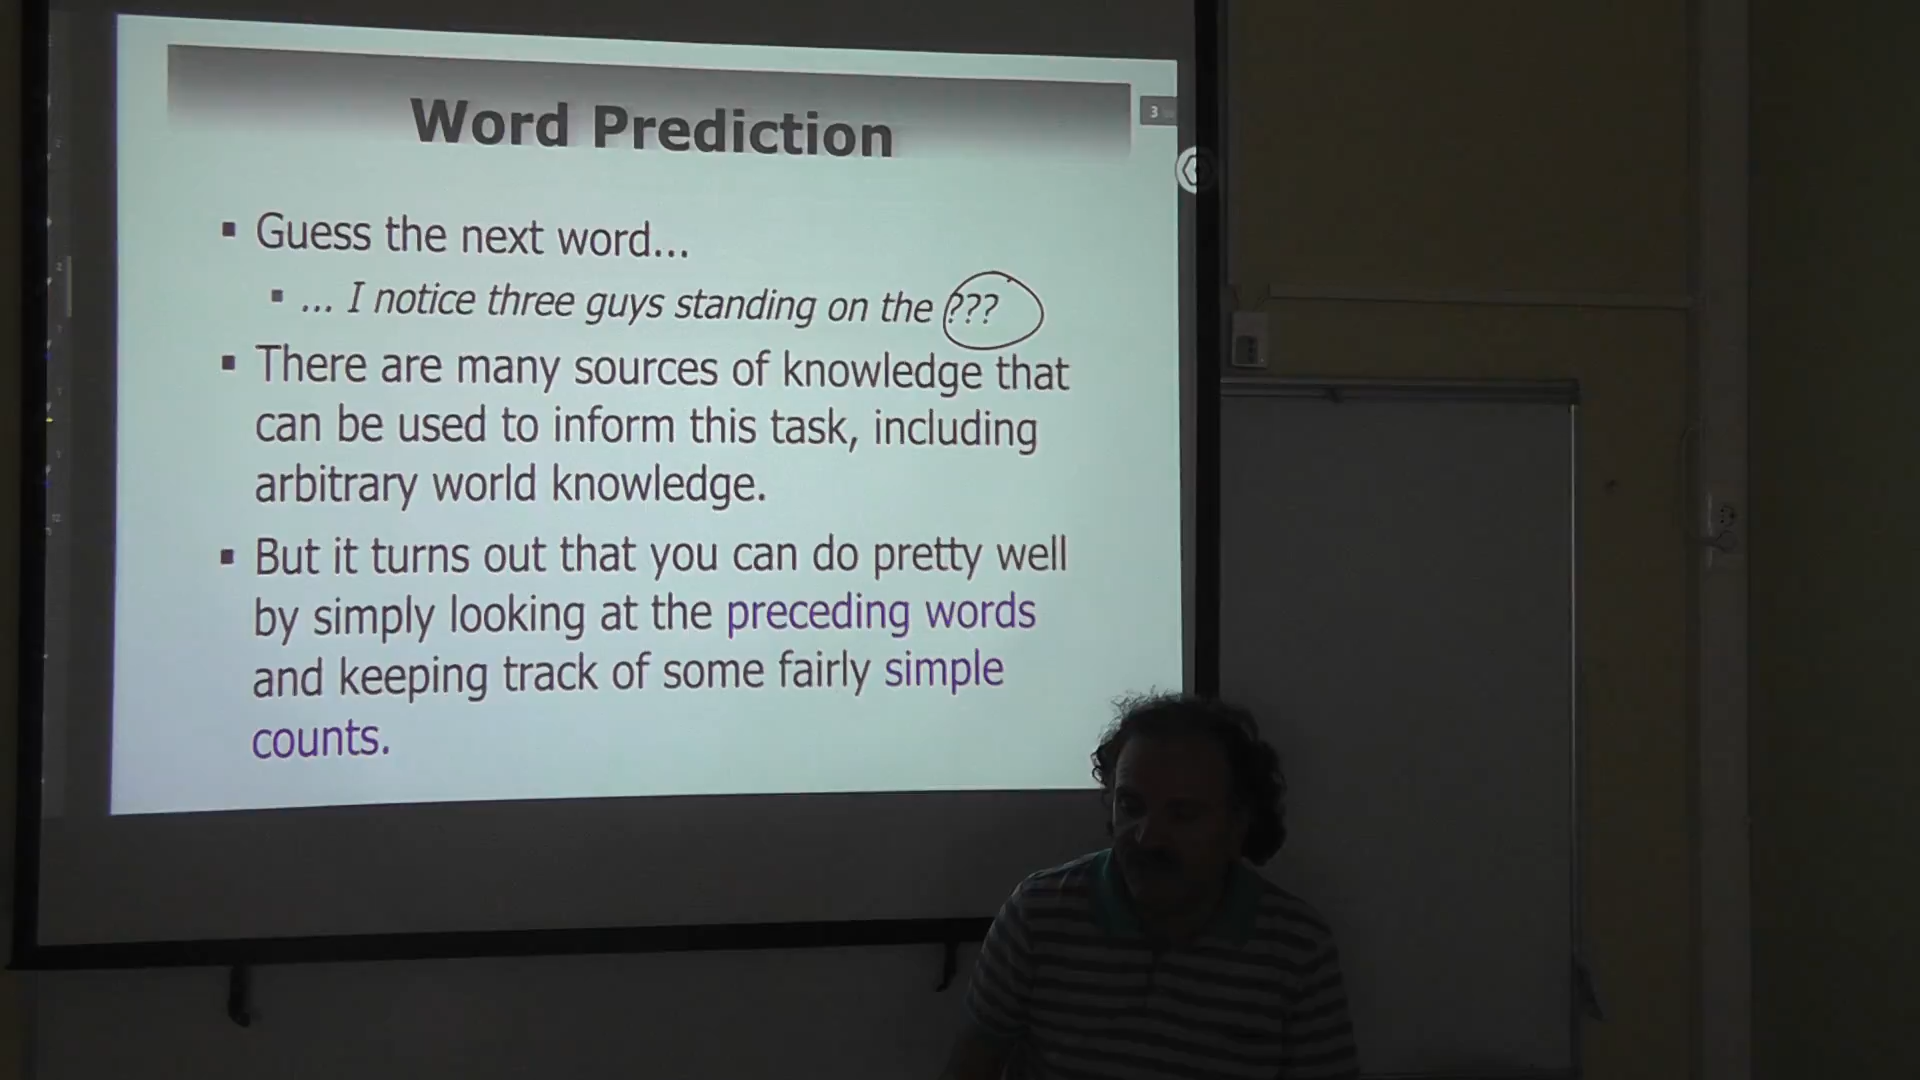 Word Prediction
3
Guess the next word...
... I notice three guys standing on the ???
There are many sources of knowledge that
can be used to inform this task, including
arbitrary world knowledge.
But it turns out that you can do pretty well
by simply looking at the preceding words
and keeping track of some fairly simple
counts.